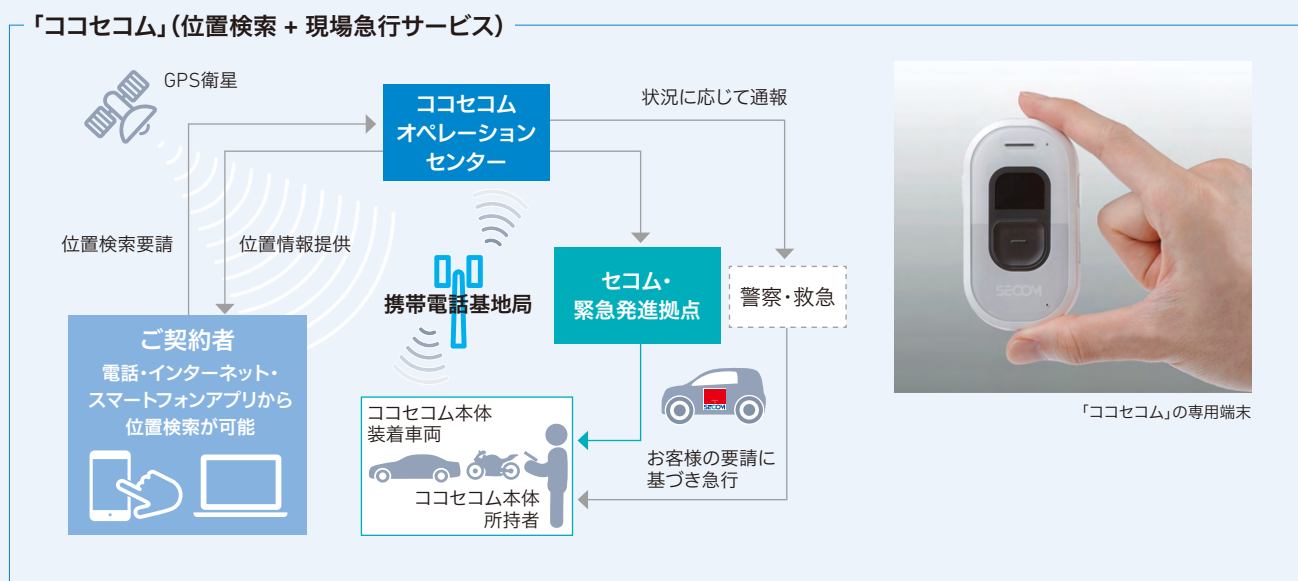 「ココセコム」（位置検索 + 現場急行サービス）
GPS衛星
ココセコム
オペレーション
センター
状況に応じて通報
位置検索要請
位置情報提供
携帯電話基地局
セコム・
緊急発進拠点
警察・救急
ご契約者
電話・インターネット・
スマートフォンアプリから
位置検索が可能
ココセコム本体
装着車両
ココセコム本体
所持者
SECOM
お客様の要請に
基づき急行
SECOM
「ココセコム」の専用端末